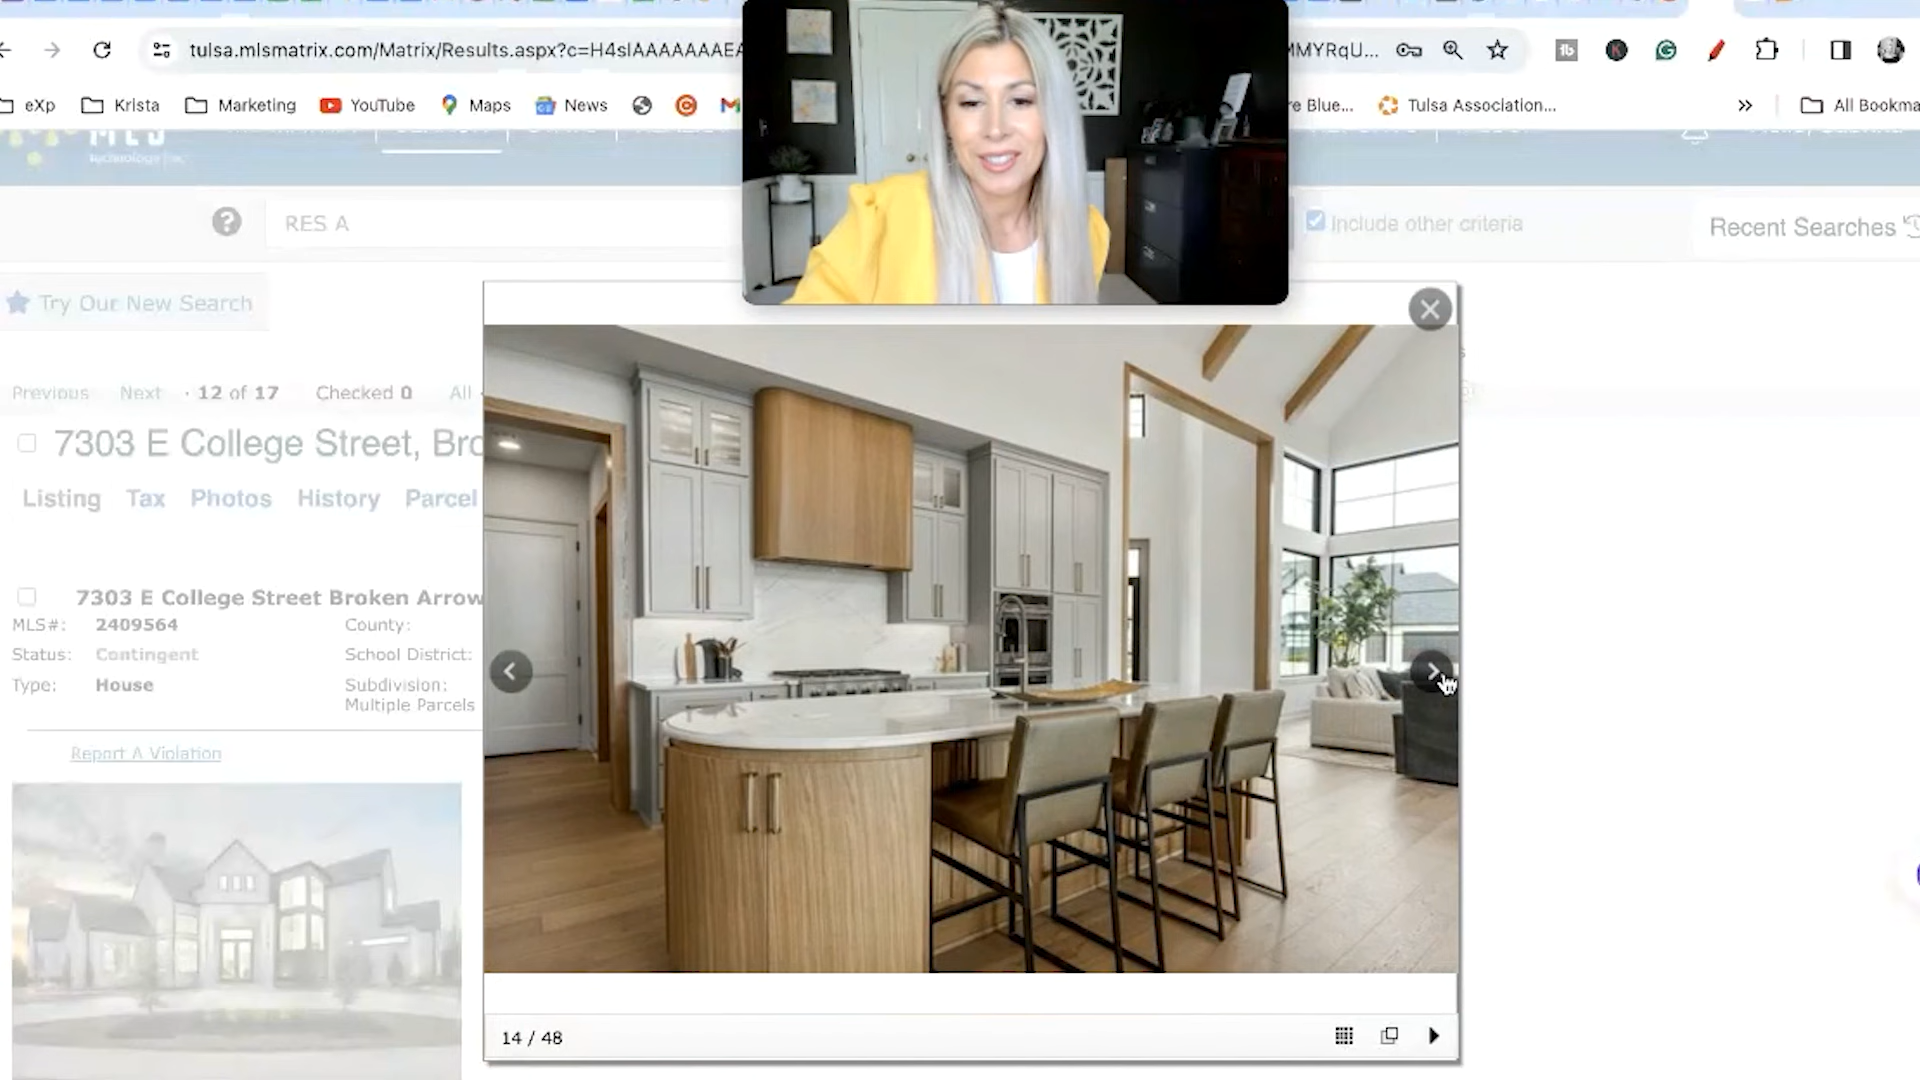 tulsa.mlsmatrix.com/Matrix/Results.aspx?c=H4sIAAAAAAAEA
MMYRqU...
eXp
Krista
Marketing
YouTube
Maps
News
re Blue...
Tulsa Association...
»
All Bookma
MLS
RES A
Include other criteria
Recent Searches
Try Our New Search
Previous Next · 12 of 17 Checked 0 All
7303 E College Street, Bro
Listing Tax Photos History Parcel
7303 E College Street Broken Arrow
MLS#: 2409564 County:
Status: Contingent School District:
Type: House Subdivision:
Multiple Parcels
Report A Violation
14 / 48